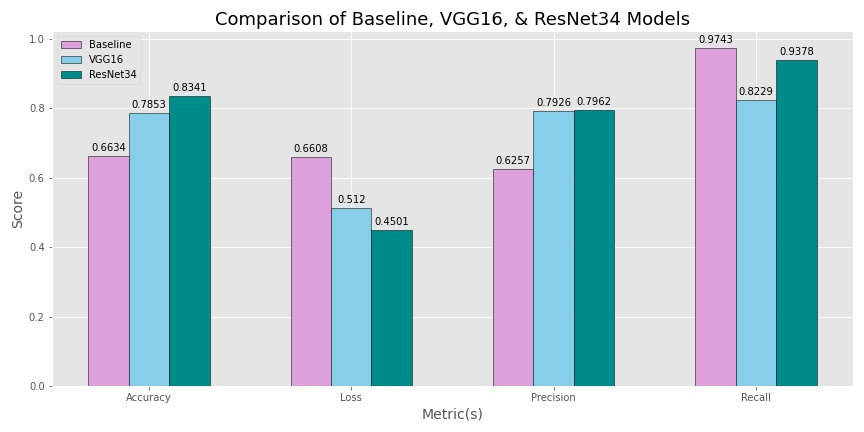 Comparison of Baseline, VGG16, & ResNet34 Models
Baseline
VGG16
ResNet34
1.0
0.8
0.6
0.4
0.2
0.0
Score
0.6634
0.7853
0.8341
0.6608
0.512
0.4501
0.6257
0.7926
0.7962
0.9743
0.8229
0.9378
Accuracy
Loss
Precision
Recall
Metric(s)